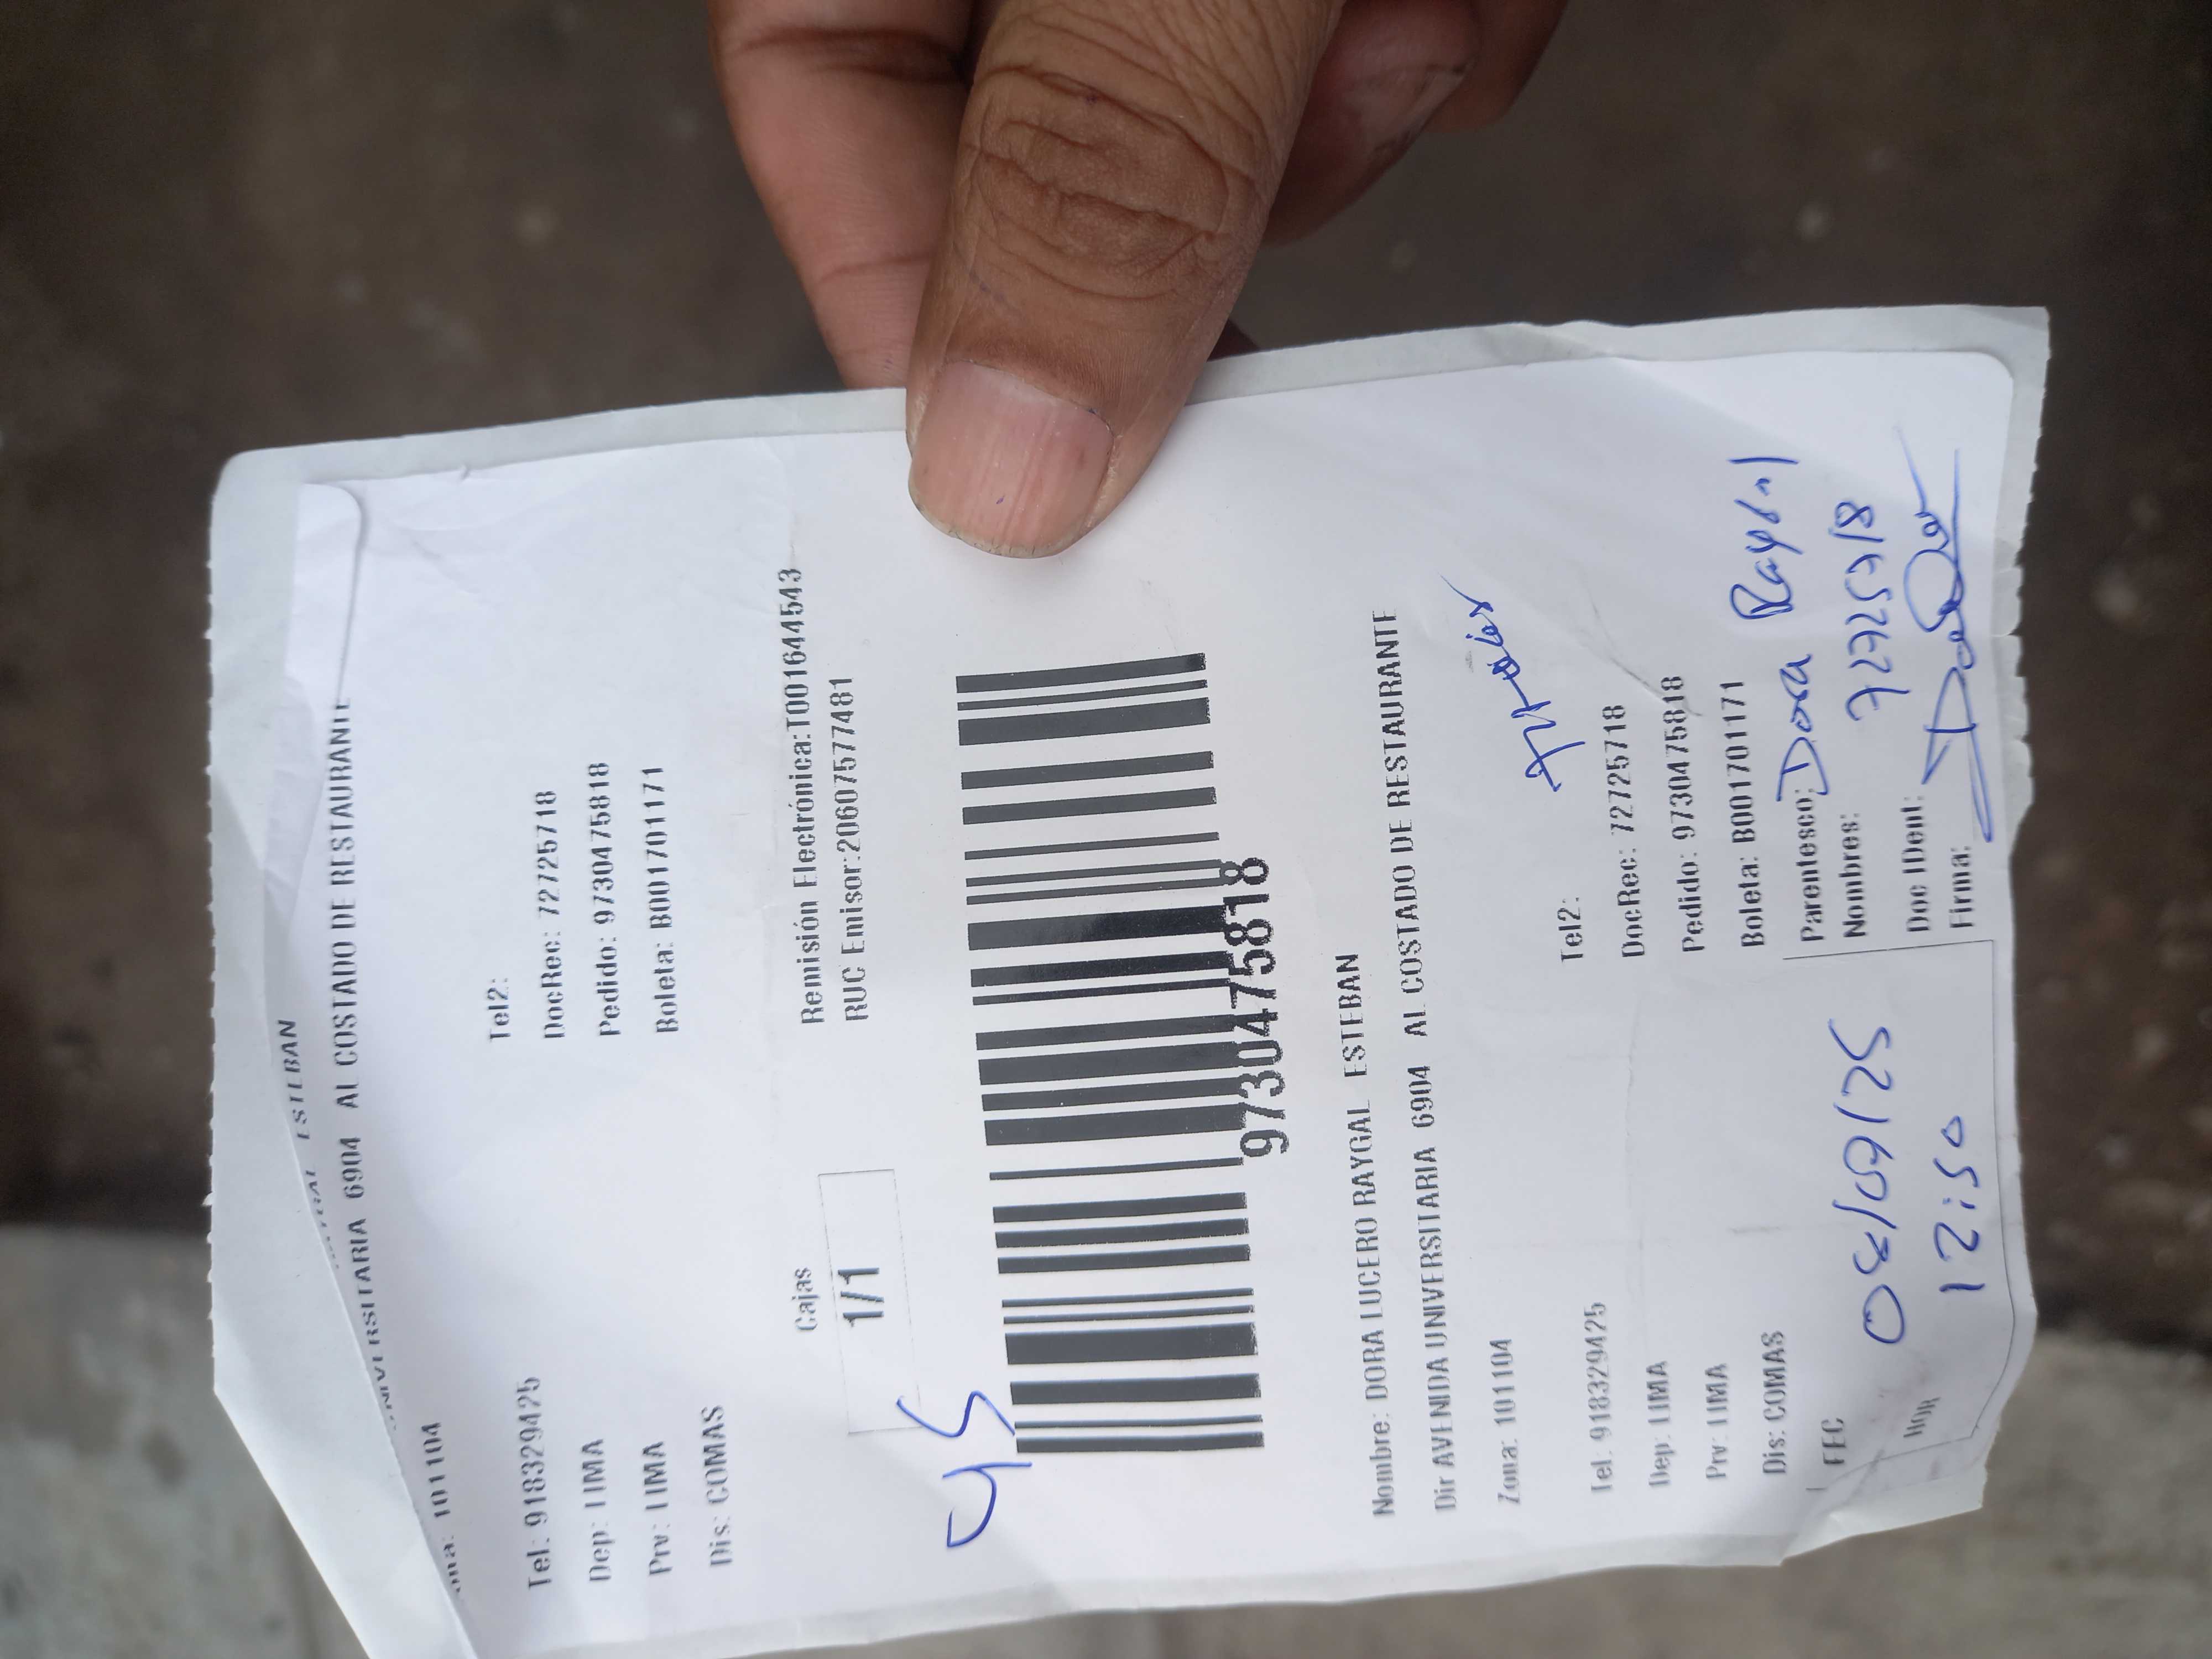 ESTEBAN
UNIVERSITARIA 6904 AL COSTADO DE RESTAURANTE
Zona: 101104
Tel: 918329425 Tel2:
Dep: LIMA DocRec: 72725718
Prv: LIMA Pedido: 9730475818
Dis: COMAS Boleta: B001701171
Cajas Remisión Electrónica:T001644543
1/1 RUC Emisor:20607577481
45
9730475818
Nombre: DORA LUCERO RAYGAL ESTEBAN
Dir AVENIDA UNIVERSITARIA 6904 AL COSTADO DE RESTAURANTE
Zona: 101104
Tel: 918329425 Tel2:
Dep: LIMA DocRec: 72725718
Prv: LIMA Pedido: 9730475818
Dis: COMAS Boleta: B001701171
FEC Parentesco: Dora Raygal
Nombres: 72725718
08/09/25
HOR Doc IDent:
12:50 Firma: